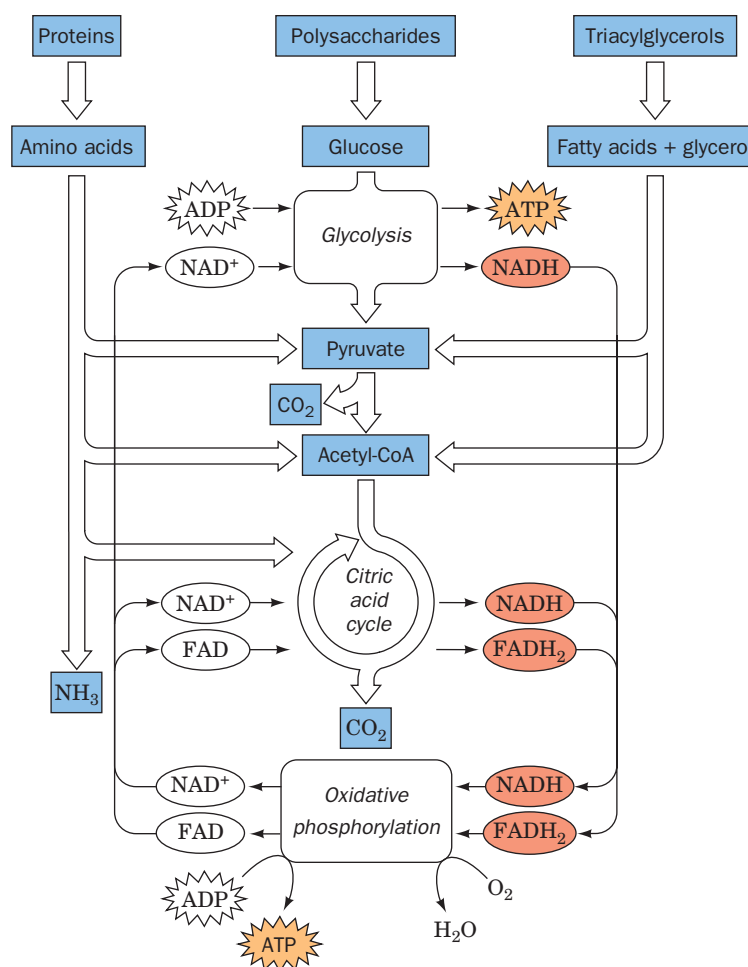 Proteins
Polysaccharides
Triacylglycerols
Amino acids
Glucose
Fatty acids + glycero
ADP
Glycolysis
ATP
NAD⁺
NADH
Pyruvate
CO₂
Acetyl-CoA
Citric
acid
cycle
NAD⁺
NADH
FAD
FADH₂
NH₃
CO₂
NAD⁺
Oxidative
phosphorylation
NADH
FAD
FADH₂
ADP
O₂
ATP
H₂O